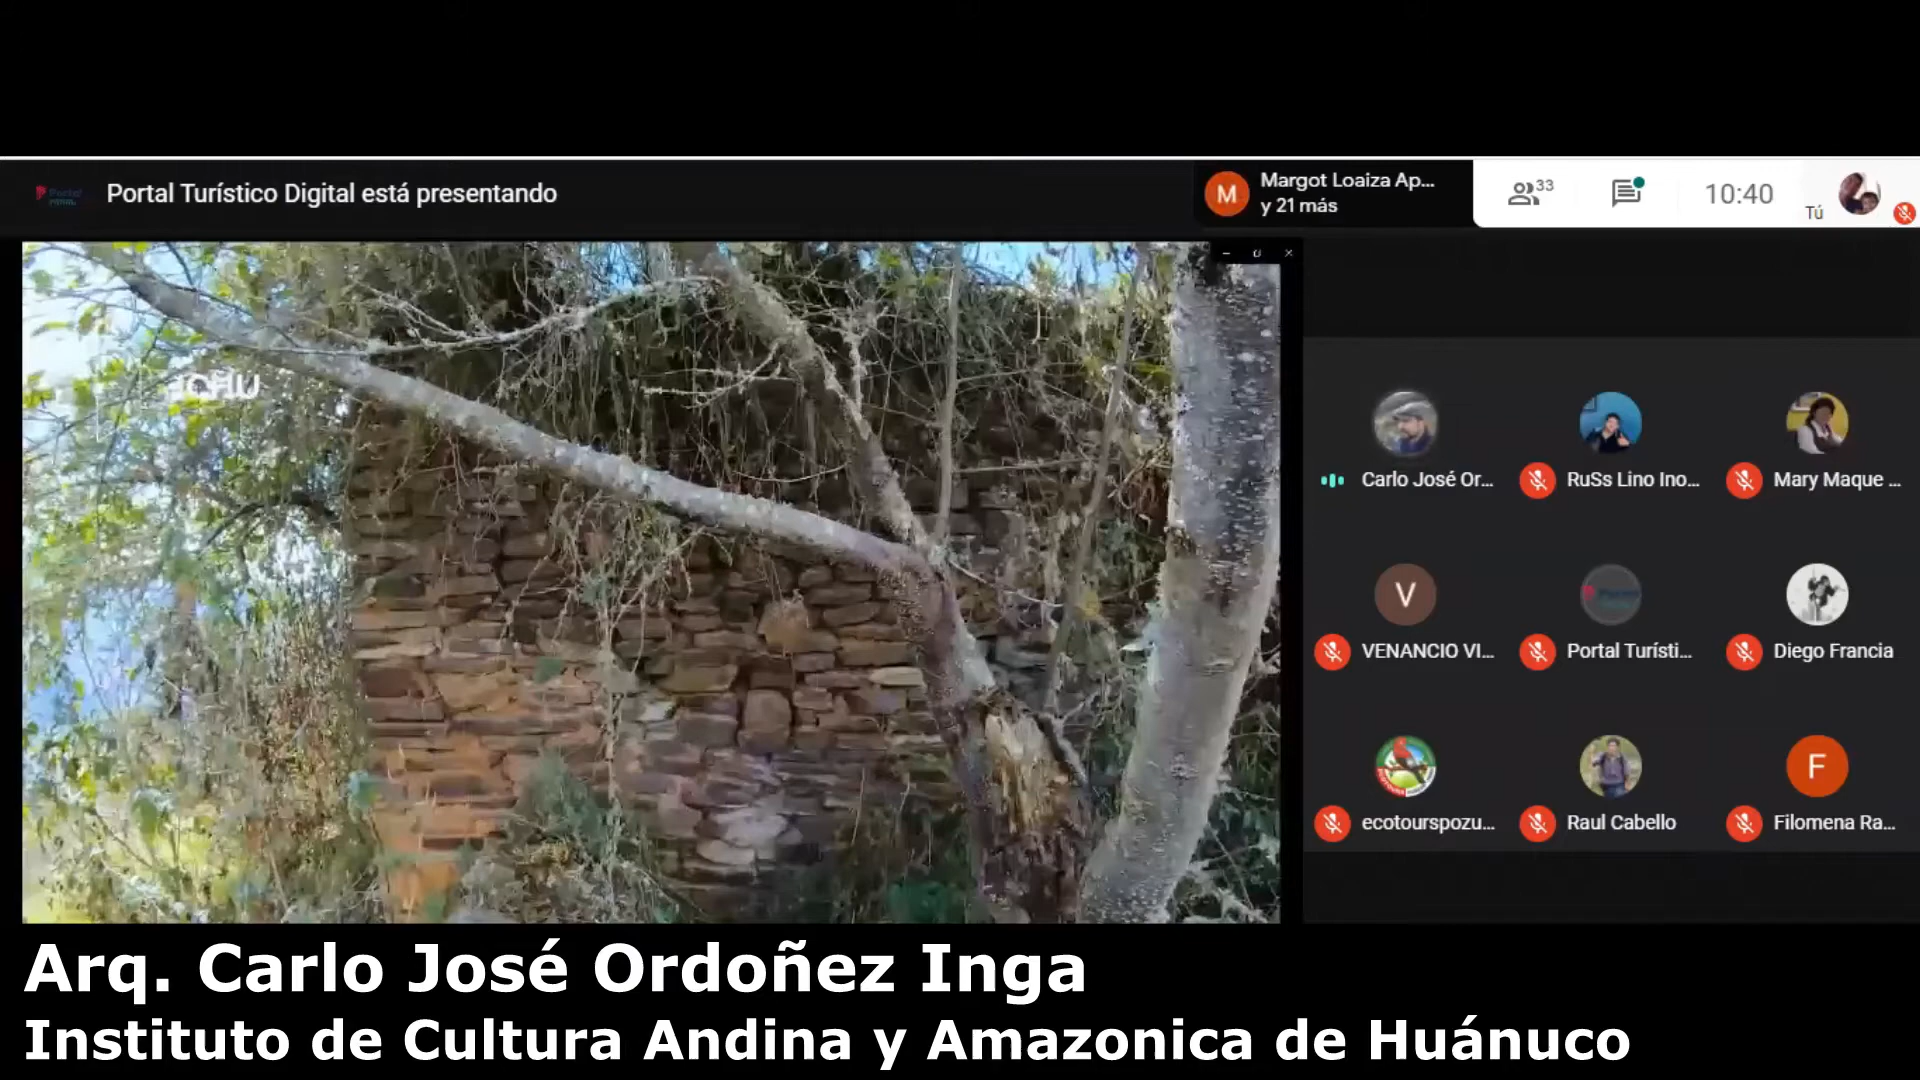 Portal Turístico Digital está presentando
M
Margot Loaiza Ap...
y 21 más
33
10:40
Tú
Carlo José Or...
RuSs Lino Ino...
Mary Maque ...
V
VENANCIO VI...
Portal Turísti...
Diego Francia
ecotourspozu...
Raul Cabello
F
Filomena Ra...
Arq. Carlo José Ordoñez Inga
Instituto de Cultura Andina y Amazonica de Huánuco